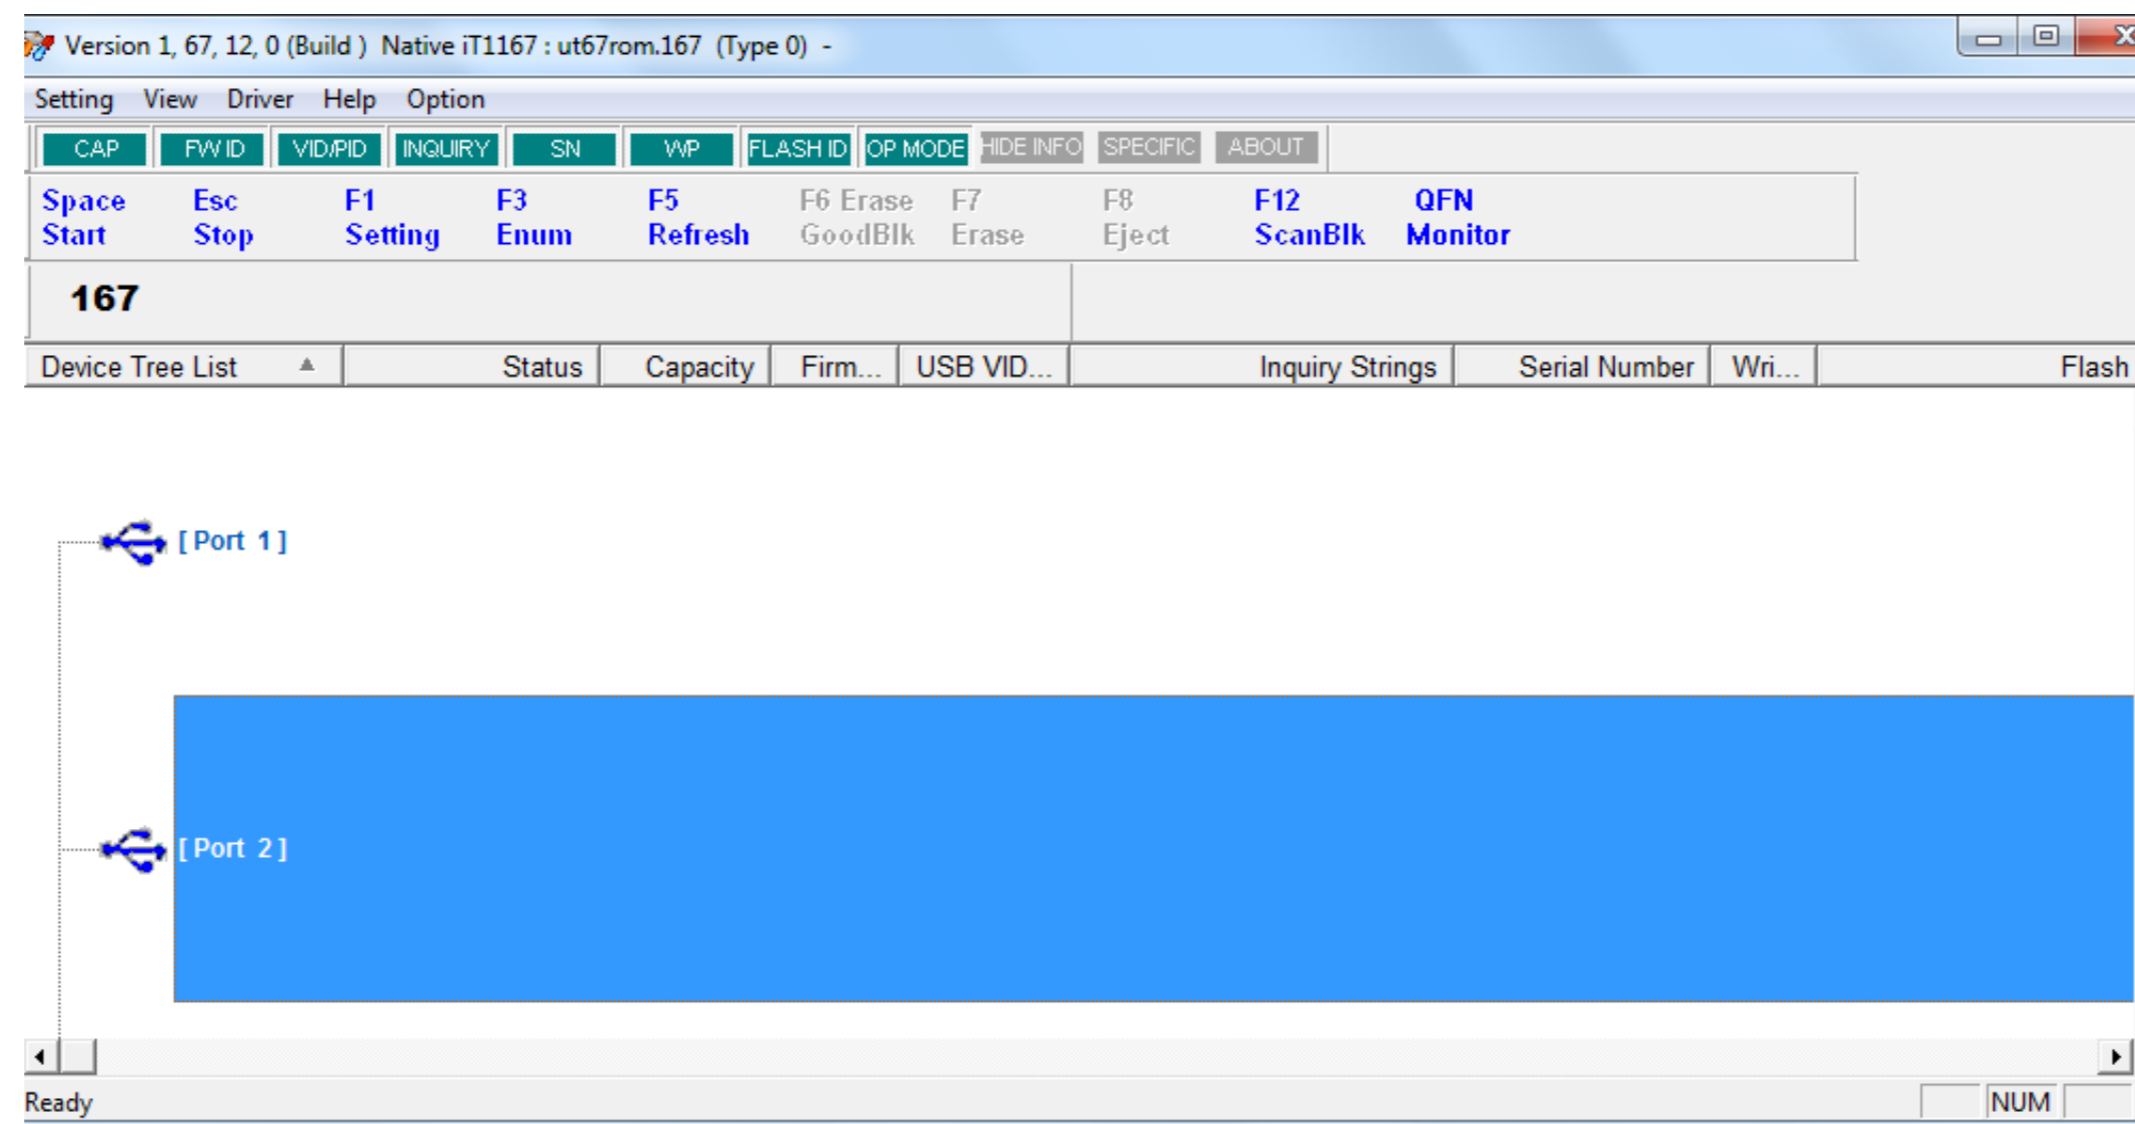 Version 1, 67, 12, 0 (Build ) Native iT1167 : ut67rom.167 (Type 0) -
Setting View Driver Help Option
CAP FW ID VID/PID INQUIRY SN WP FLASH ID OP MODE HIDE INFO SPECIFIC ABOUT
Space Esc F1 F3 F5 F6 Erase F7 F8 F12 QFN
Start Stop Setting Enum Refresh GoodBlk Erase Eject ScanBlk Monitor
167
Device Tree List Status Capacity Firm... USB VID... Inquiry Strings Serial Number Wri... Flash
[ Port 1 ]
[ Port 2 ]
Ready NUM